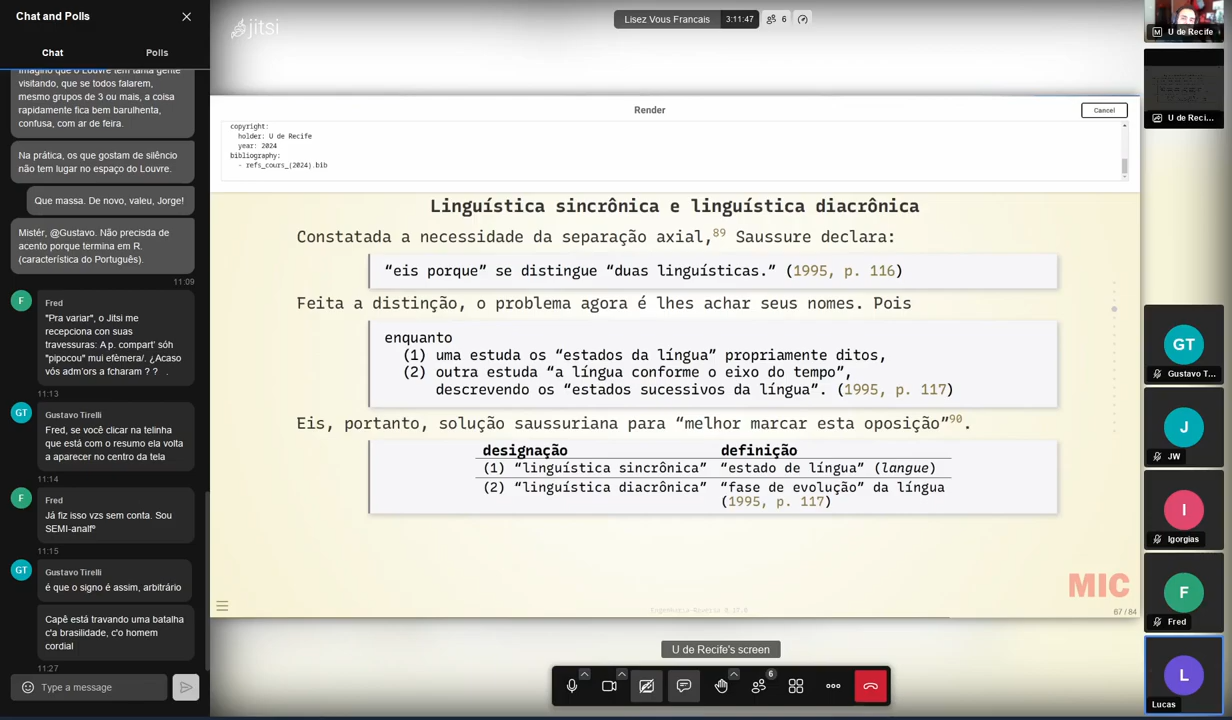 Chat and Polls
Chat
Polls
Imagino que o Louvre tem tanta gente
visitando, que se todos falarem,
mesmo grupos de 3 ou mais, a coisa
rapidamente fica bem barulhenta,
confusa, com ar de feira.
Na prática, os que gostam de silêncio
não tem lugar no espaço do Louvre.
Que massa. De novo, valeu, Jorge!
Mistér, @Gustavo. Não precisda de
acento porque termina em R.
(característica do Português).
11:09
F
Fred
"Pra variar", o Jitsi me
recepciona con suas
travessuras: A p. compart' sóh
"pipocou" mui efêmera/. ¿Acaso
vós adm'ors a fcharam ? ? .
11:13
GT
Gustavo Tirelli
Fred, se você clicar na telinha
que está com o resumo ela volta
a aparecer no centro da tela
11:14
F
Fred
Já fiz isso vzs sem conta. Sou
SEMI-analfº
11:15
GT
Gustavo Tirelli
é que o signo é assim, arbitrário
Capê está travando uma batalha
c'a brasilidade, c'o homem
cordial
11:27
Type a message
jitsi
Lisez Vous Francais
3:11:47
6
Render
Cancel
copyright:
holder: U de Recife
year: 2024
bibliography:
- refs_cours_(2024).bib
Linguística sincrônica e linguística diacrônica
Constatada a necessidade da separação axial,⁸⁹ Saussure declara:
“eis porque” se distingue “duas linguísticas.” (1995, p. 116)
Feita a distinção, o problema agora é lhes achar seus nomes. Pois
enquanto
(1) uma estuda os “estados da língua” propriamente ditos,
(2) outra estuda “a língua conforme o eixo do tempo”,
descrevendo os “estados sucessivos da língua”. (1995, p. 117)
Eis, portanto, solução saussuriana para “melhor marcar esta oposição”⁹⁰.
designação definição
(1) “linguística sincrônica” “estado de língua” (langue)
(2) “linguística diacrônica” “fase de evolução” da língua
(1995, p. 117)
MIC
Engenharia Reversa 0.17.0
67 / 84
U de Recife's screen
6
M
U de Recife
U de Reci...
GT
Gustavo T...
J
JW
I
Igorgias
F
Fred
L
Lucas